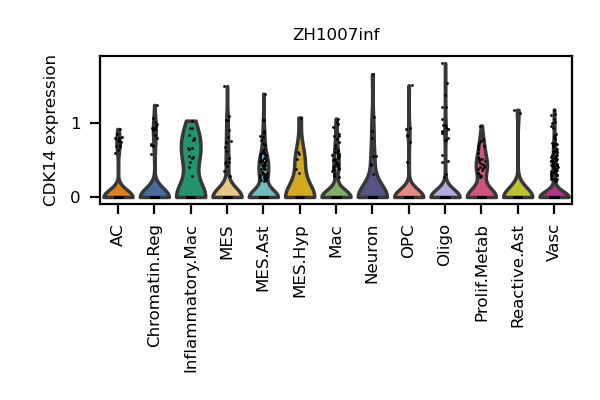 ZH1007inf
CDK14 expression
1
0
AC
Chromatin.Reg
Inflammatory.Mac
MES
MES.Ast
MES.Hyp
Mac
Neuron
OPC
Oligo
Prolif.Metab
Reactive.Ast
Vasc